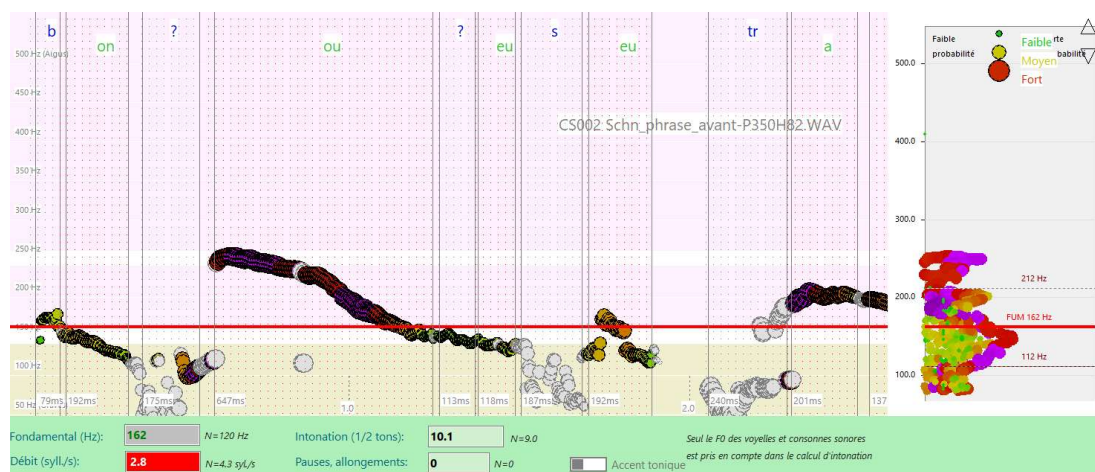 b ? ou ? s tr
on eu eu a
500 Hz (Aigus)
450 Hz
400 Hz
350 Hz
300 Hz
250 Hz
200 Hz
150 Hz
100 Hz
50 Hz
CS002 Schn_phrase_avant-P350H82.WAV
79ms 192ms 175ms 647ms 1.0 113ms 118ms 187ms 192ms 2.0 240ms 201ms 137
Faible
probabilité
Faible
Moyen
Fort
rte
babilité
500.0
400.0
300.0
212 Hz
200.0
FUM 162 Hz
112 Hz
100.0
Fondamental (Hz): 162 N=120 Hz Intonation (1/2 tons): 10.1 N=9.0 Seul le F0 des voyelles et consonnes sonores
est pris en compte dans le calcul d'intonation
Débit (syll./s): 2.8 N=4.3 syl./s Pauses, allongements: 0 N=0 Accent tonique